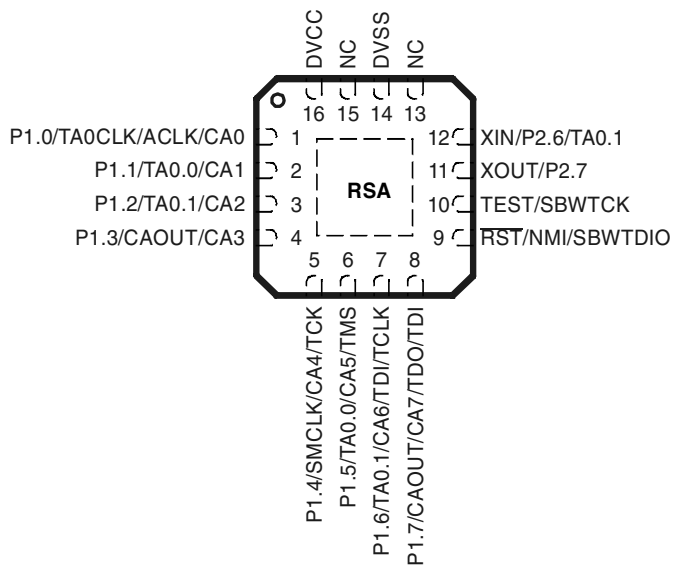 DVCC
NC
DVSS
NC
16 15 14 13
P1.0/TA0CLK/ACLK/CA0 1
P1.1/TA0.0/CA1 2
P1.2/TA0.1/CA2 3
P1.3/CAOUT/CA3 4
RSA
12 XIN/P2.6/TA0.1
11 XOUT/P2.7
10 TEST/SBWTCK
9 RST/NMI/SBWTDIO
5 6 7 8
P1.4/SMCLK/CA4/TCK
P1.5/TA0.0/CA5/TMS
P1.6/TA0.1/CA6/TDI/TCLK
P1.7/CAOUT/CA7/TDO/TDI